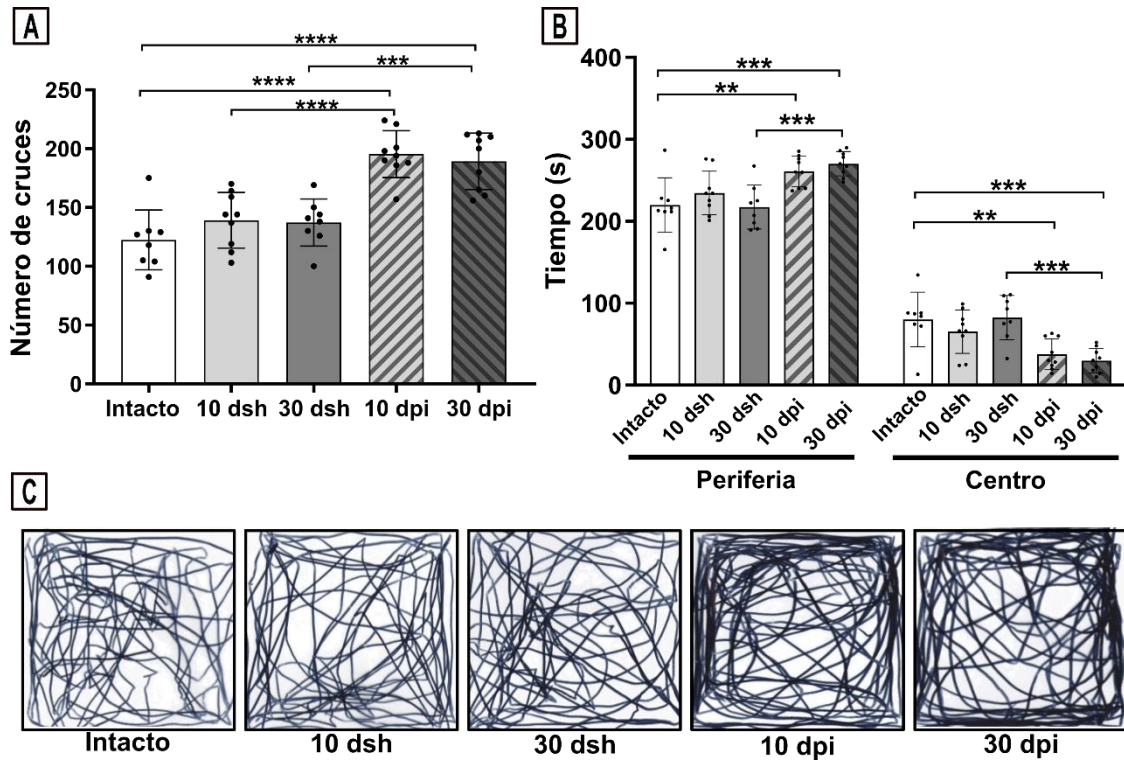 A
****
****
***
****
Número de cruces
250
200
150
100
50
0
Intacto 10 dsh 30 dsh 10 dpi 30 dpi
B
Tiempo (s)
400
300
200
100
0
***
**
***
***
**
***
Intacto 10 dsh 30 dsh 10 dpi 30 dpi Intacto 10 dsh 30 dsh 10 dpi 30 dpi
Periferia Centro
C
Intacto 10 dsh 30 dsh 10 dpi 30 dpi